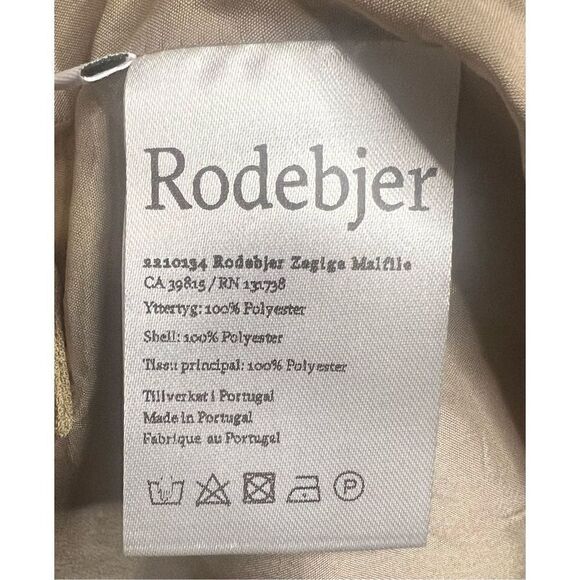 Rodebjer
2210134 Rodebjer Zegige Malfile
CA 39815 / RN 131738
Yttertyg: 100% Polyester
Shell: 100% Polyester
Tissu principal: 100% Polyester
Tillverkat i Portugal
Made in Portugal
Fabrique au Portugal
P